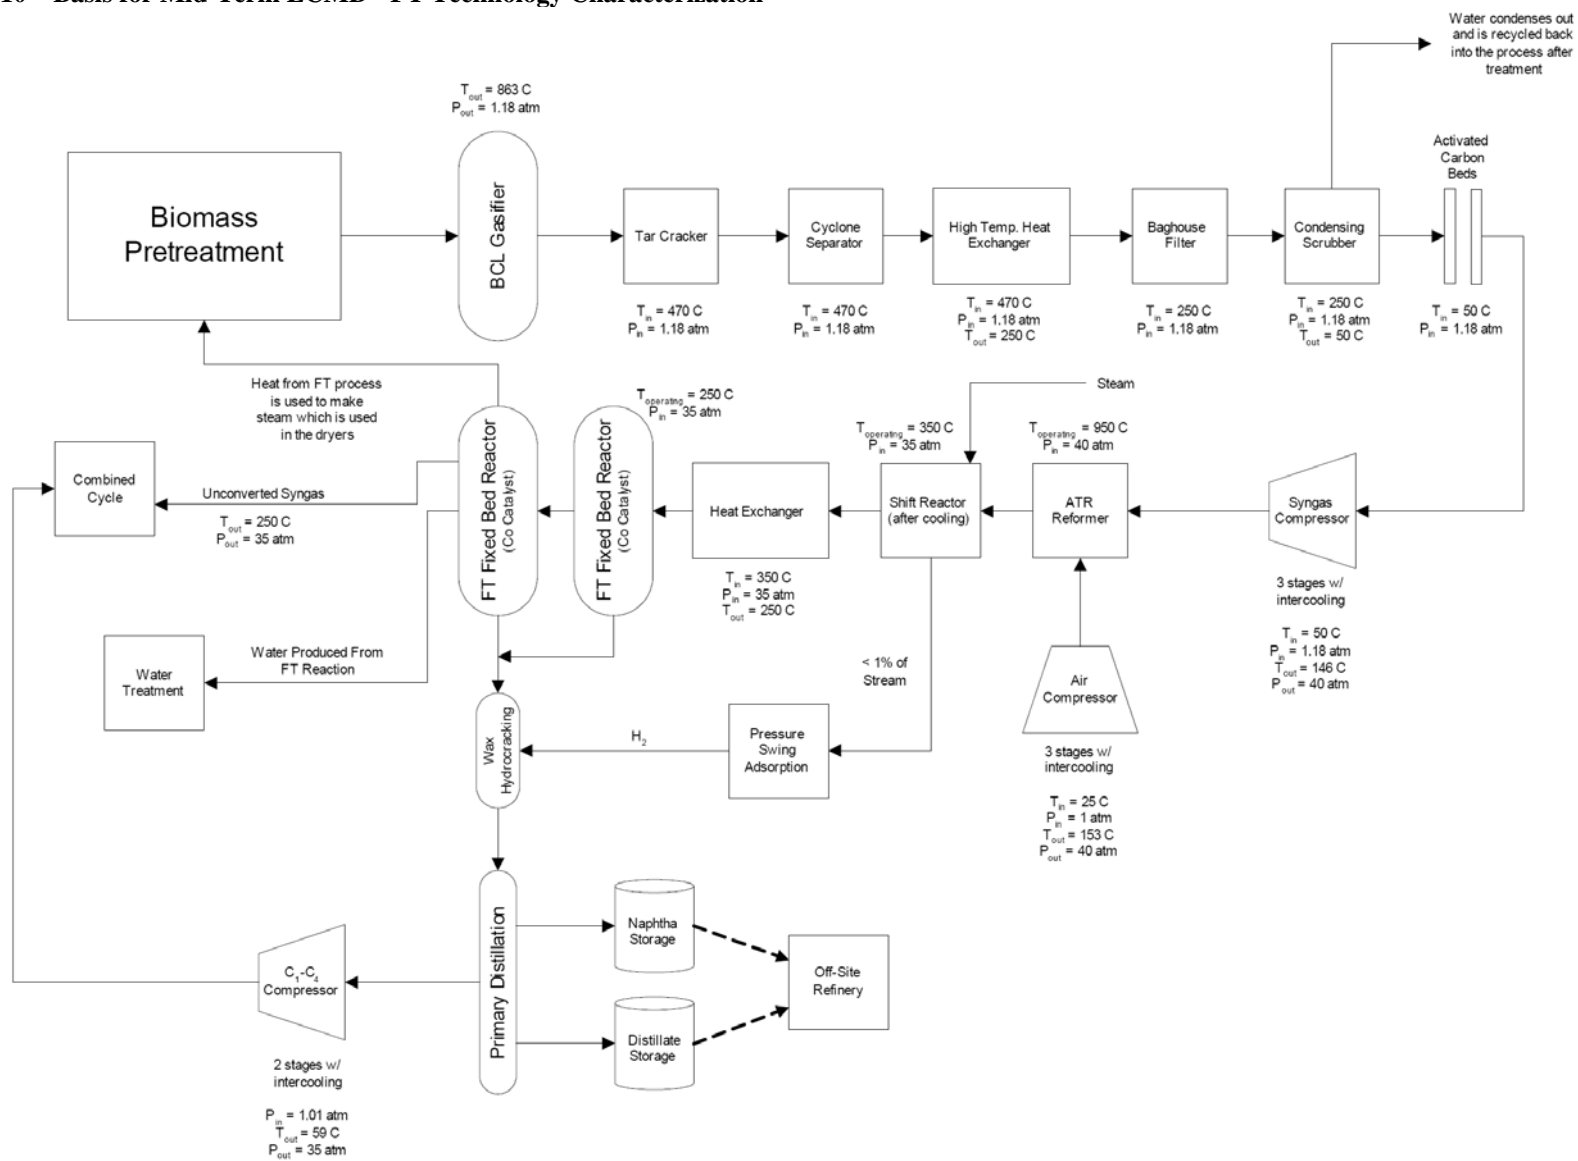 Basis for Mid-Term LCMD - FT Technology Characterization
Water condenses out
and is recycled back
into the process after
treatment
T_out = 863 C
P_out = 1.18 atm
Activated
Carbon
Beds
Biomass
Pretreatment
BCL Gasifier
Tar Cracker
Cyclone
Separator
High Temp. Heat
Exchanger
Baghouse
Filter
Condensing
Scrubber
T_in = 470 C
P_in = 1.18 atm
T_in = 470 C
P_in = 1.18 atm
T_in = 470 C
P_in = 1.18 atm
T_out = 250 C
T_in = 250 C
P_in = 1.18 atm
T_in = 250 C
P_in = 1.18 atm
T_out = 50 C
T_in = 50 C
P_in = 1.18 atm
Heat from FT process
is used to make
steam which is used
in the dryers
T_operating = 250 C
P_in = 35 atm
Steam
T_operating = 350 C
P_in = 35 atm
T_operating = 950 C
P_in = 40 atm
Combined
Cycle
Unconverted Syngas
T_out = 250 C
P_out = 35 atm
FT Fixed Bed Reactor
(Co Catalyst)
FT Fixed Bed Reactor
(Co Catalyst)
Heat Exchanger
Shift Reactor
(after cooling)
ATR
Reformer
Syngas
Compressor
T_in = 350 C
P_in = 35 atm
T_out = 250 C
3 stages w/
intercooling
T_in = 50 C
P_in = 1.18 atm
T_out = 146 C
P_out = 40 atm
Water
Treatment
Water Produced From
FT Reaction
< 1% of
Stream
Air
Compressor
Wax
Hydrocracking
H2
Pressure
Swing
Adsorption
3 stages w/
intercooling
T_in = 25 C
P_in = 1 atm
T_out = 153 C
P_out = 40 atm
Primary Distillation
Naphtha
Storage
Off-Site
Refinery
Distillate
Storage
C1-C4
Compressor
2 stages w/
intercooling
P_in = 1.01 atm
T_out = 59 C
P_out = 35 atm